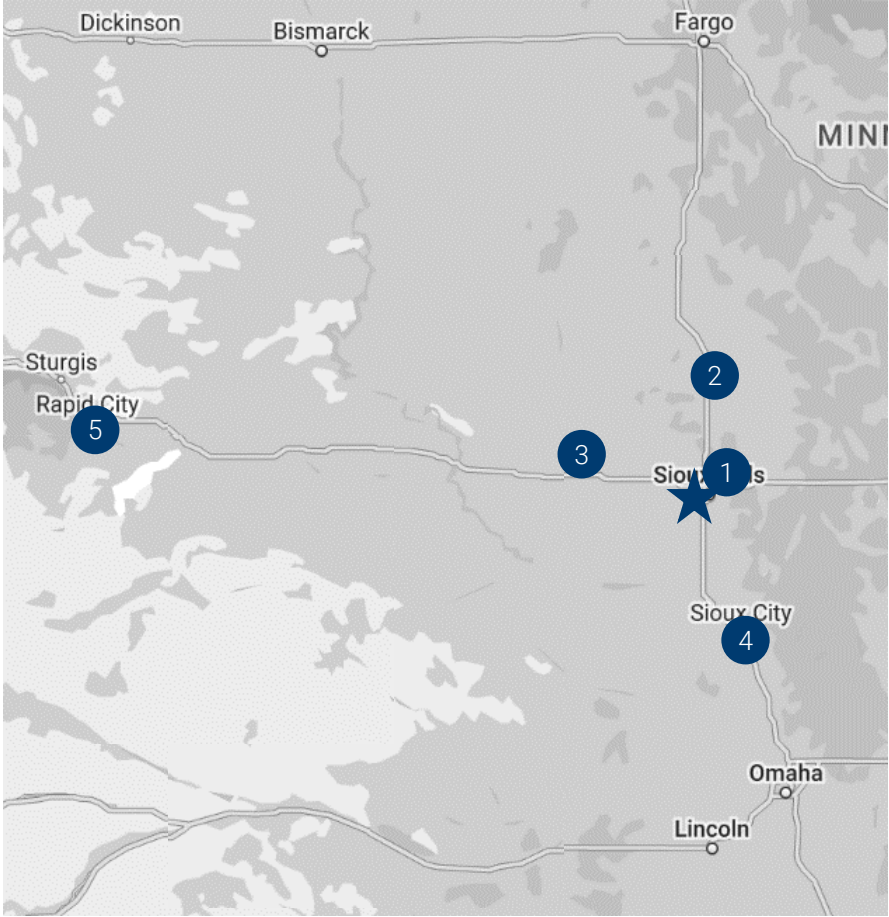 Dickinson
Bismarck
Fargo
MINN
Sturgis
Rapid City
5
2
3
1
Sioux City
4
Omaha
Lincoln